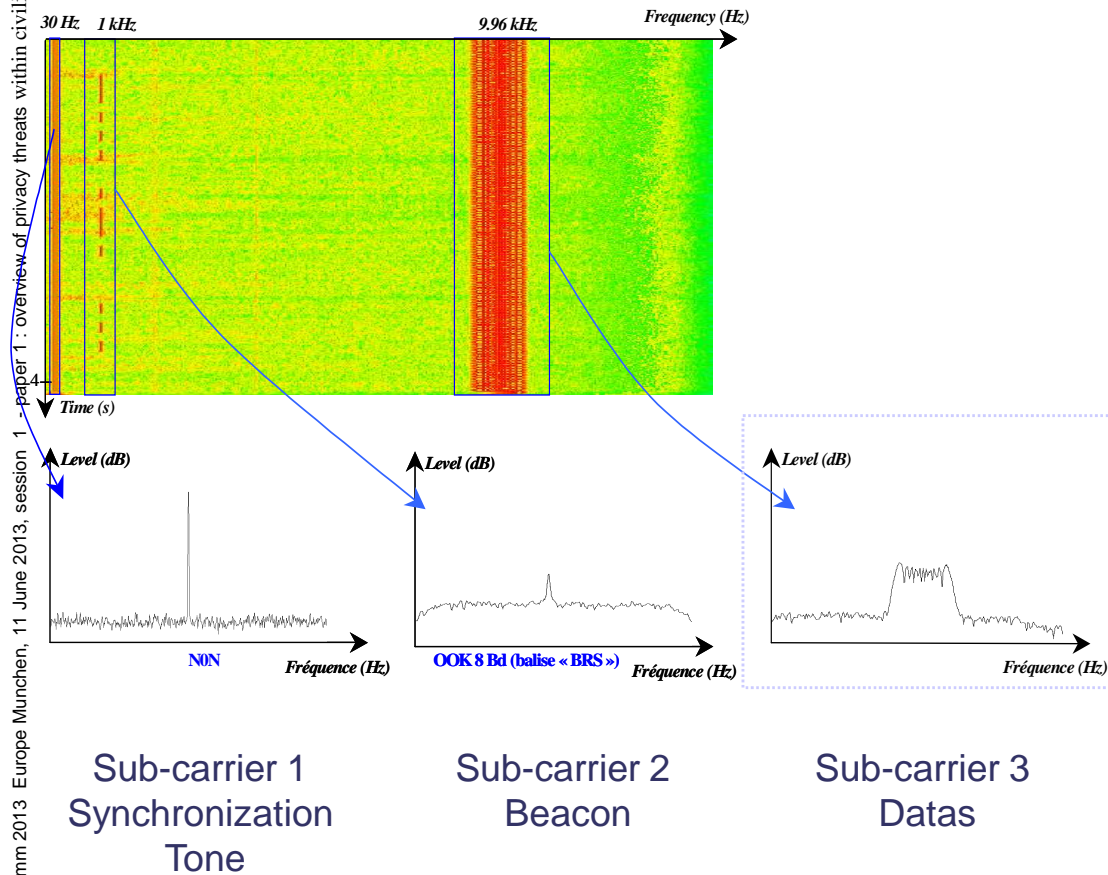 mm 2013 Europe Munchen, 11 June 2013, session 1 - paper 1 : overview of privacy threats within civili
30 Hz 1 kHz 9.96 kHz Frequency (Hz)
4
Time (s)
Level (dB) Level (dB) Level (dB)
N0N Fréquence (Hz)
OOK 8 Bd (balise « BRS ») Fréquence (Hz)
Fréquence (Hz)
Sub-carrier 1
Synchronization
Tone
Sub-carrier 2
Beacon
Sub-carrier 3
Datas